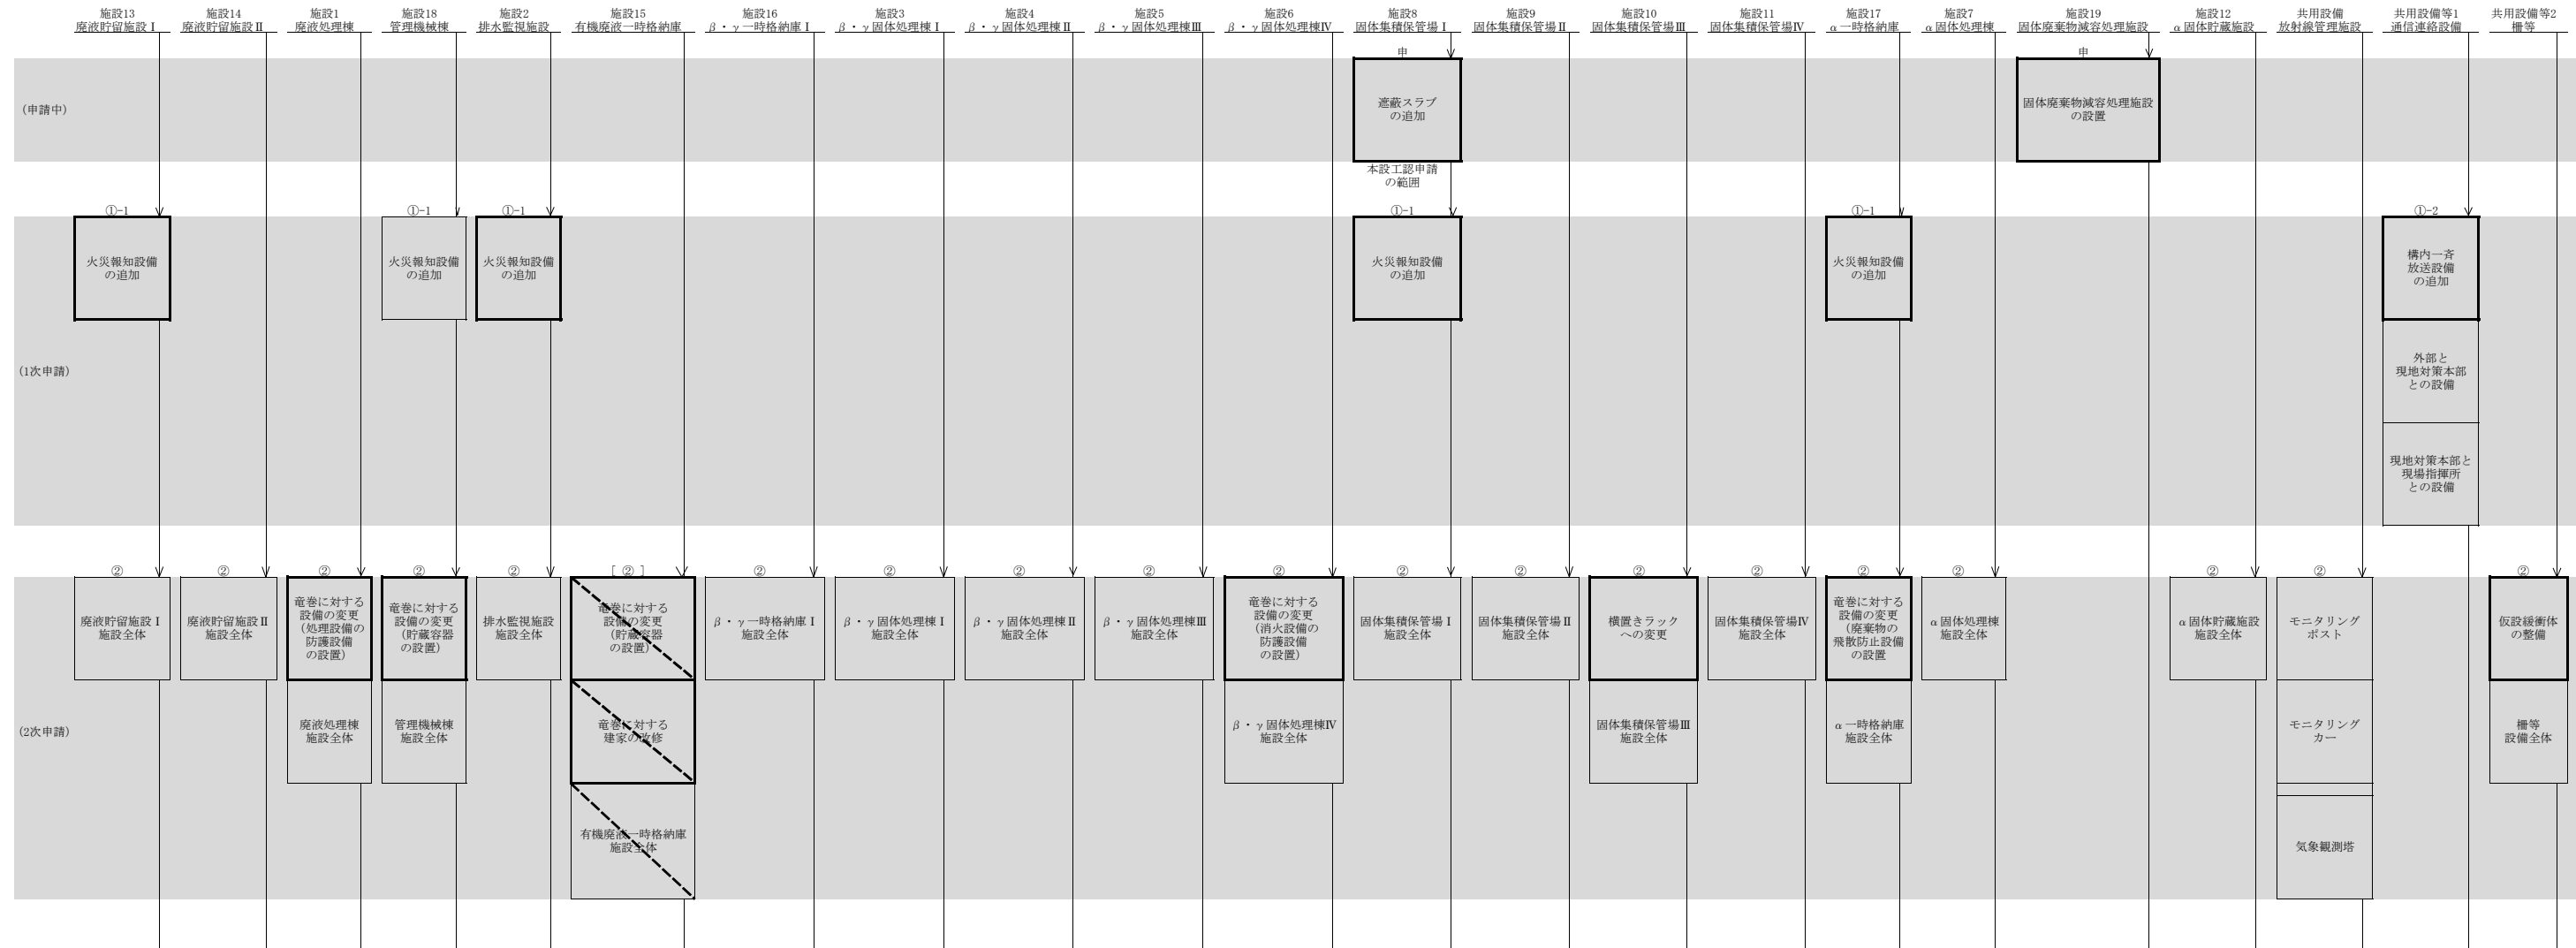 施設13
廃液貯留施設Ⅰ
施設14
廃液貯留施設Ⅱ
施設1
廃液処理棟
施設18
管理機械棟
施設2
排水監視施設
施設15
有機廃液一時格納庫
施設16
β・γ一時格納庫Ⅰ
施設3
β・γ固体処理棟Ⅰ
施設4
β・γ固体処理棟Ⅱ
施設5
β・γ固体処理棟Ⅲ
施設6
β・γ固体処理棟Ⅳ
施設8
固体集積保管場Ⅰ
施設9
固体集積保管場Ⅱ
施設10
固体集積保管場Ⅲ
施設11
固体集積保管場Ⅳ
施設17
α一時格納庫
施設7
α固体処理棟
施設19
固体廃棄物減容処理施設
施設12
α固体貯蔵施設
共用設備
放射線管理施設
共用設備等1
通信連絡設備
共用設備等2
柵等
(申請中)
申
遮蔽スラブ
の追加
本設工認申請
の範囲
申
固体廃棄物減容処理施設
の設置
(1次申請)
①-1
火災報知設備
の追加
①-1
火災報知設備
の追加
①-1
火災報知設備
の追加
①-1
火災報知設備
の追加
①-1
火災報知設備
の追加
①-2
構内一斉
放送設備
の追加
外部と
現地対策本部
との設備
現地対策本部と
現場指揮所
との設備
(2次申請)
②
廃液貯留施設Ⅰ
施設全体
②
廃液貯留施設Ⅱ
施設全体
②
竜巻に対する
設備の変更
(処理設備の
防護設備
の設置)
廃液処理棟
施設全体
②
竜巻に対する
設備の変更
(貯蔵容器
の設置)
管理機械棟
施設全体
②
排水監視施設
施設全体
[ ② ]
竜巻に対する
設備の変更
(貯蔵容器
の設置)
竜巻に対する
建家の改修
有機廃液一時格納庫
施設全体
②
β・γ一時格納庫Ⅰ
施設全体
②
β・γ固体処理棟Ⅰ
施設全体
②
β・γ固体処理棟Ⅱ
施設全体
②
β・γ固体処理棟Ⅲ
施設全体
②
竜巻に対する
設備の変更
(消火設備の
防護設備
の設置)
β・γ固体処理棟Ⅳ
施設全体
②
固体集積保管場Ⅰ
施設全体
②
固体集積保管場Ⅱ
施設全体
②
横置きラック
への変更
固体集積保管場Ⅲ
施設全体
②
固体集積保管場Ⅳ
施設全体
②
竜巻に対する
設備の変更
(廃棄物の
飛散防止設備
の設置
α一時格納庫
施設全体
②
α固体処理棟
施設全体
②
α固体貯蔵施設
施設全体
②
モニタリング
ポスト
モニタリング
カー
気象観測塔
②
仮設緩衝体
の整備
柵等
設備全体